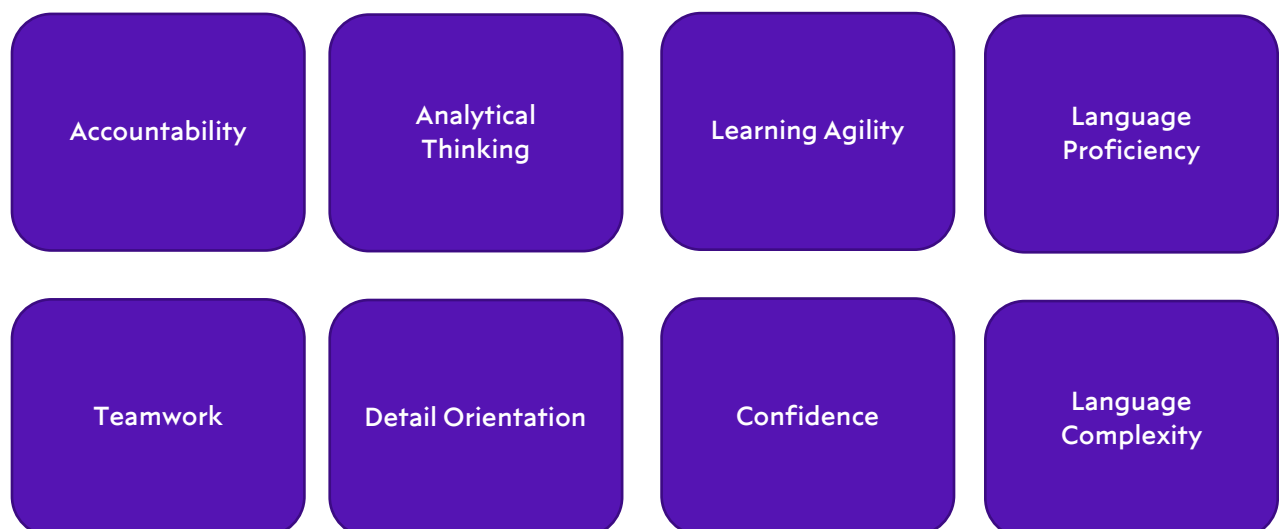 Accountability
Analytical
Thinking
Learning Agility
Language
Proficiency
Teamwork
Detail Orientation
Confidence
Language
Complexity